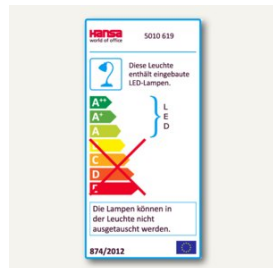 Hansa
world of office
5010 619
Diese Leuchte
enthält eingebaute
LED-Lampen.
A++
A+
A
L
E
D
C
D
E
Die Lampen können in
der Leuchte nicht
ausgetauscht werden.
874/2012